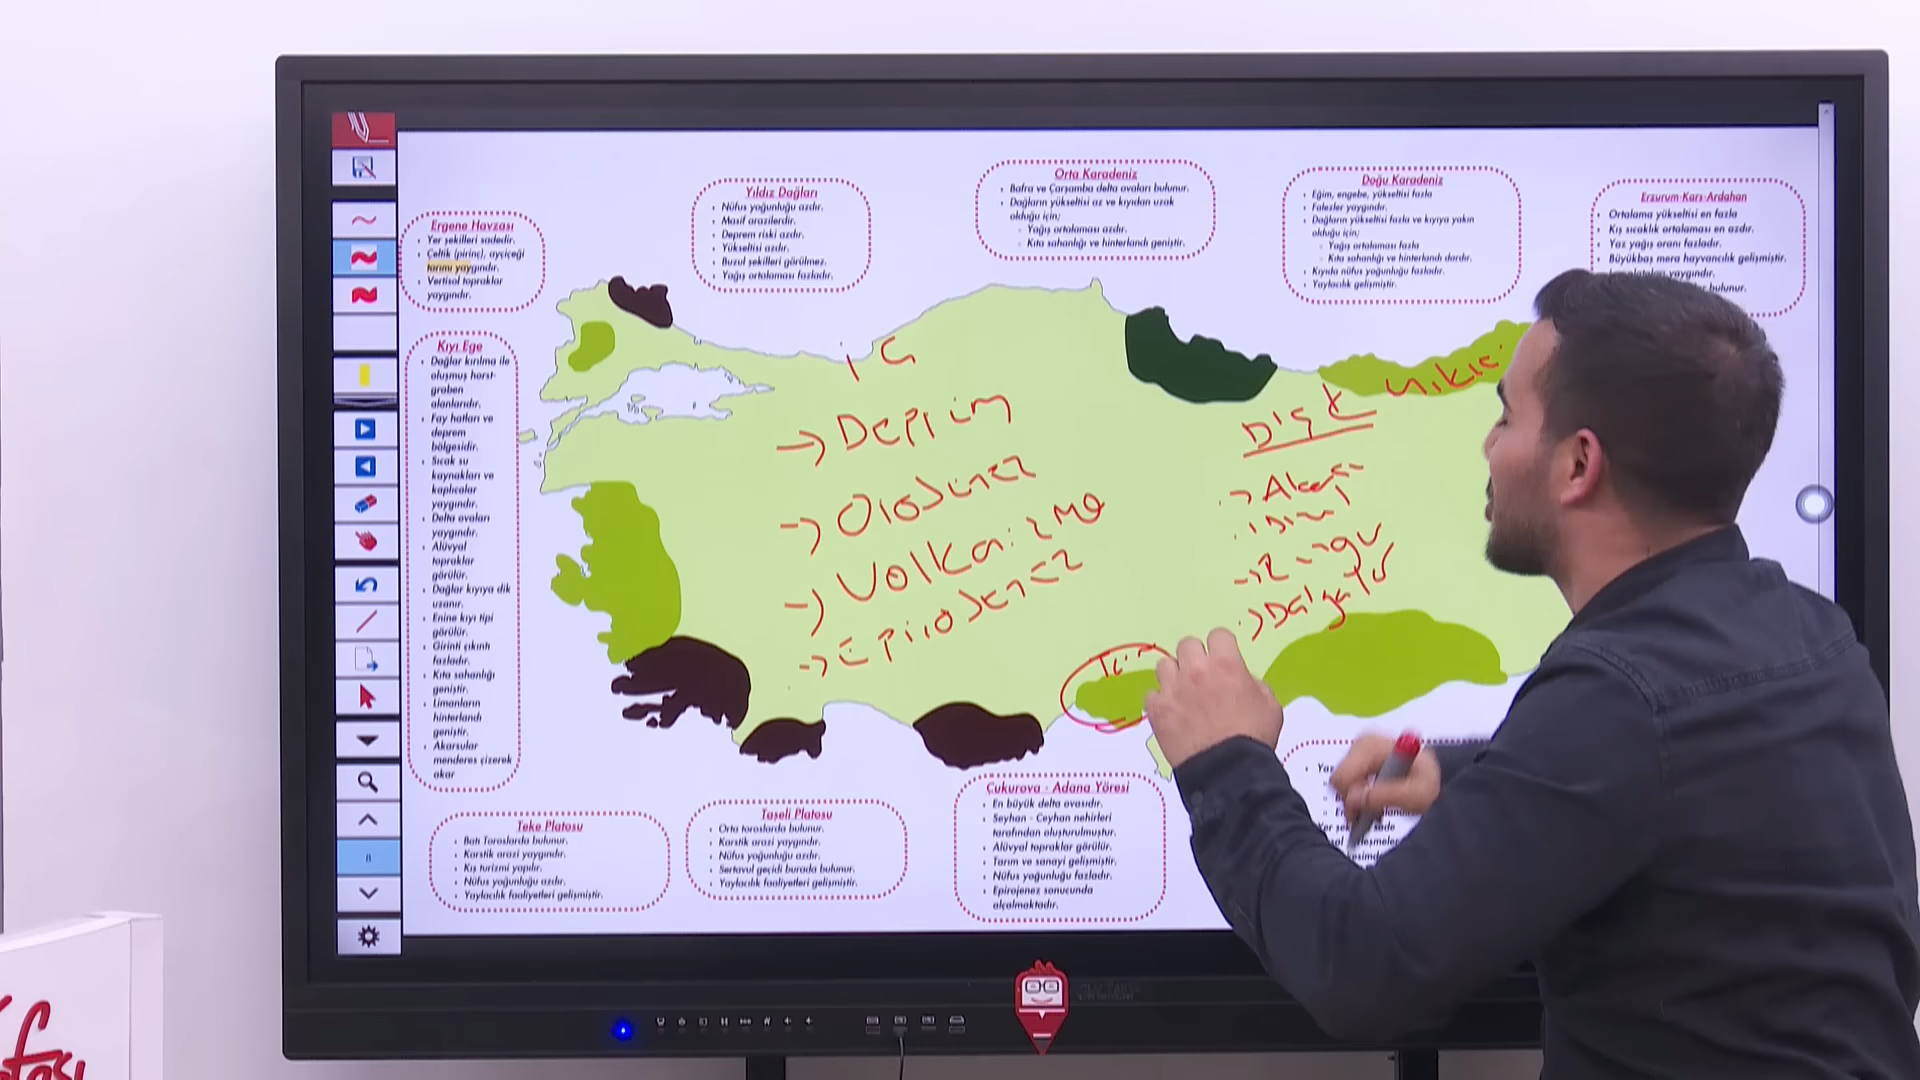 Ergene Havzası
Yer şekilleri sadedir.
Çeltik (pirinç), ayçiçeği
tarımı yaygındır.
Vertisol topraklar
yaygındır.
Yıldız Dağları
Nüfus yoğunluğu azdır.
Masif arazilerdir.
Deprem riski azdır.
Yükseltisi azdır.
Buzul şekilleri görülmez.
Yağış ortalaması fazladır.
Orta Karadeniz
Bafra ve Çarşamba delta ovaları bulunur.
Dağların yükseltisi az ve kıyıdan uzak
olduğu için;
Yağış ortalaması azdır.
Kıta sahanlığı ve hinterlandı geniştir.
Doğu Karadeniz
Eğim, engebe, yükseltisi fazla
Falezler yaygındır.
Dağların yükseltisi fazla ve kıyıya yakın
olduğu için;
Yağış ortalaması fazla
Kıta sahanlığı ve hinterlandı dardır.
Kıyıda nüfus yoğunluğu fazladır.
Yaylacılık gelişmiştir.
Erzurum-Kars-Ardahan
Ortalama yükseltisi en fazla
Kış sıcaklık ortalaması en azdır.
Yaz yağış oranı fazladır.
Büyükbaş mera hayvancılık gelişmiştir.
yaygındır.
bulunur.
Kıyı Ege
Dağlar kırılma ile
oluşmuş horst-
graben
alanlarıdır.
Fay hatları ve
deprem
bölgesidir.
Sıcak su
kaynakları ve
kaplıcalar
yaygındır.
Delta ovaları
yaygındır.
Alüvyal
topraklar
görülür.
Dağlar kıyıya dik
uzanır.
Enine kıyı tipi
görülür.
Girinti çıkıntı
fazladır.
Kıta sahanlığı
geniştir.
Limanların
hinterlandı
geniştir.
Akarsular
menderes çizerek
akar
İÇ
→ Deprim
→ Orojenez
→ Volkanizma
→ Epirojenez
Dış
Teke Platosu
Batı Toroslarda bulunur.
Karstik arazi yaygındır.
Kış turizmi yapılır.
Nüfus yoğunluğu azdır.
Yaylacılık faaliyetleri gelişmiştir.
Taşeli Platosu
Orta toroslarda bulunur.
Karstik arazi yaygındır.
Nüfus yoğunluğu azdır.
Sertavul geçidi burada bulunur.
Yaylacılık faaliyetleri gelişmiştir.
Çukurova - Adana Yöresi
En büyük delta ovasıdır.
Seyhan - Ceyhan nehirleri
tarafından oluşturulmuştur.
Alüvyal topraklar görülür.
Tarım ve sanayi gelişmiştir.
Nüfus yoğunluğu fazladır.
Epirojenez sonucunda
alçalmaktadır.